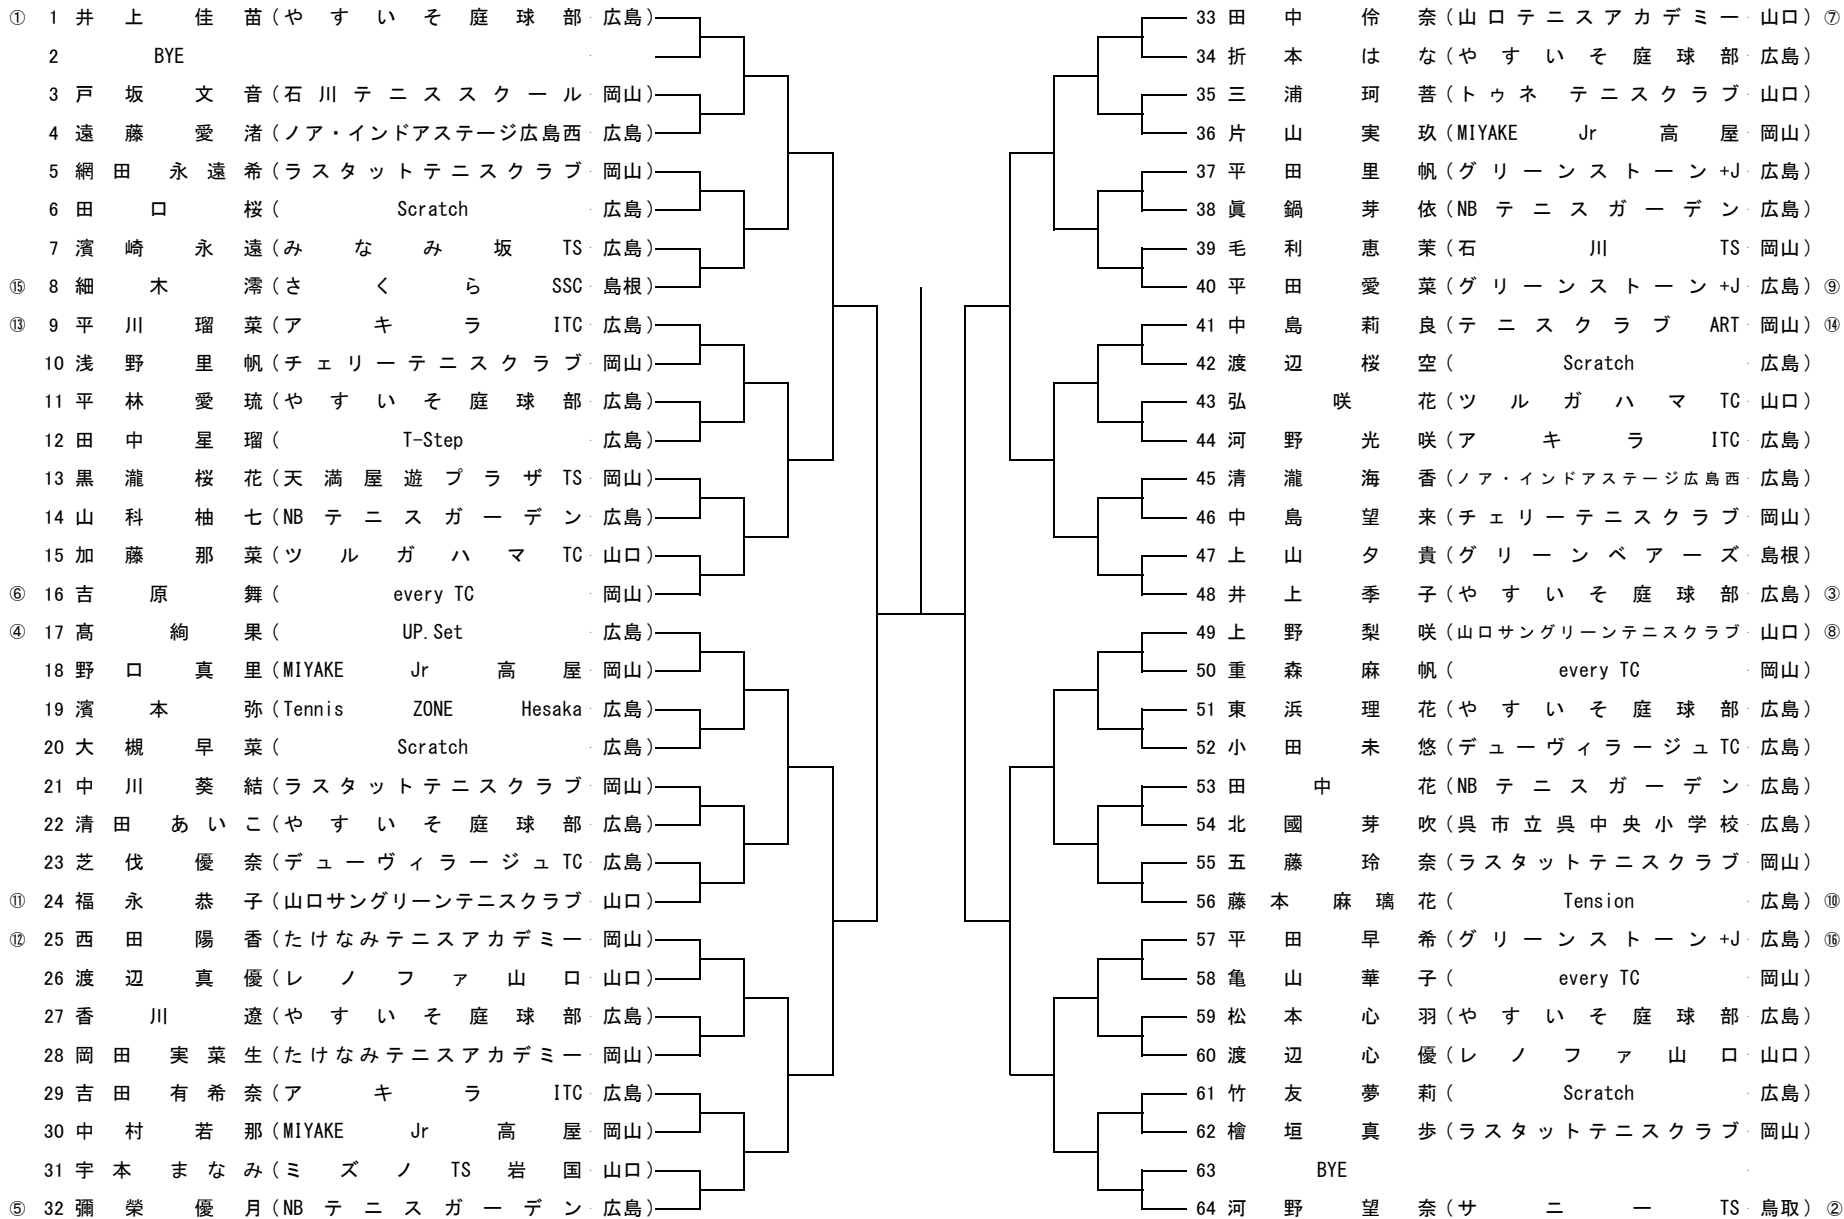 ① 1 井上佳苗(やすいそ庭球部・広島)
2 BYE ・
3 戸坂文音(石川テニススクール・岡山)
4 遠藤愛渚(ノア・インドアステージ広島西・広島)
5 網田永遠希(ラスタットテニスクラブ・岡山)
6 田口桜(Scratch・広島)
7 濱崎永遠(みなみ坂TS・広島)
⑮ 8 細木澪(さくらSSC・島根)
⑬ 9 平川瑠菜(アキラITC・広島)
10 浅野里帆(チェリーテニスクラブ・岡山)
11 平林愛琉(やすいそ庭球部・広島)
12 田中星瑠(T-Step・広島)
13 黒瀧桜花(天満屋遊プラザTS・岡山)
14 山科柚七(NBテニスガーデン・広島)
15 加藤那菜(ツルガハマTC・山口)
⑥ 16 吉原舞(every TC・岡山)
④ 17 髙絢果(UP.Set・広島)
18 野口真里(MIYAKE Jr 高屋・岡山)
19 濱本弥(Tennis ZONE Hesaka・広島)
20 大槻早菜(Scratch・広島)
21 中川葵結(ラスタットテニスクラブ・岡山)
22 清田あいこ(やすいそ庭球部・広島)
23 芝伐優奈(デューヴィラージュTC・広島)
⑪ 24 福永恭子(山口サングリーンテニスクラブ・山口)
⑫ 25 西田陽香(たけなみテニスアカデミー・岡山)
26 渡辺真優(レノファ山口・山口)
27 香川遼(やすいそ庭球部・広島)
28 岡田実菜生(たけなみテニスアカデミー・岡山)
29 吉田有希奈(アキラITC・広島)
30 中村若那(MIYAKE Jr 高屋・岡山)
31 宇本まなみ(ミズノTS岩国・山口)
⑤ 32 彌榮優月(NBテニスガーデン・広島)
33 田中伶奈(山口テニスアカデミー・山口) ⑦
34 折本はな(やすいそ庭球部・広島)
35 三浦珂菩(トゥネ テニスクラブ・山口)
36 片山実玖(MIYAKE Jr 高屋・岡山)
37 平田里帆(グリーンストーン+J・広島)
38 眞鍋芽依(NBテニスガーデン・広島)
39 毛利恵茉(石川TS・岡山)
40 平田愛菜(グリーンストーン+J・広島) ⑨
41 中島莉良(テニスクラブART・岡山) ⑭
42 渡辺桜空(Scratch・広島)
43 弘咲花(ツルガハマTC・山口)
44 河野光咲(アキラITC・広島)
45 清瀧海香(ノア・インドアステージ広島西・広島)
46 中島望来(チェリーテニスクラブ・岡山)
47 上山夕貴(グリーンベアーズ・島根)
48 井上季子(やすいそ庭球部・広島) ③
49 上野梨咲(山口サングリーンテニスクラブ・山口) ⑧
50 重森麻帆(every TC・岡山)
51 東浜理花(やすいそ庭球部・広島)
52 小田未悠(デューヴィラージュTC・広島)
53 田中花(NBテニスガーデン・広島)
54 北國芽吹(呉市立呉中央小学校・広島)
55 五藤玲奈(ラスタットテニスクラブ・岡山)
56 藤本麻璃花(Tension・広島) ⑩
57 平田早希(グリーンストーン+J・広島) ⑯
58 亀山華子(every TC・岡山)
59 松本心羽(やすいそ庭球部・広島)
60 渡辺心優(レノファ山口・山口)
61 竹友夢莉(Scratch・広島)
62 檜垣真歩(ラスタットテニスクラブ・岡山)
63 BYE ・
64 河野望奈(サニーTS・鳥取) ②